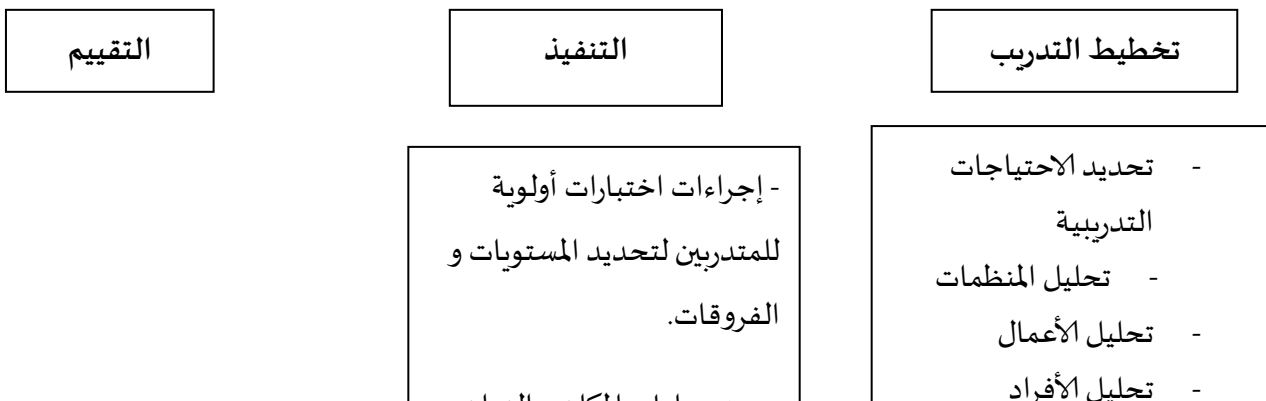 تخطيط التدريب
التنفيذ
التقييم
- تحديد الاحتياجات
التدريبية
- تحليل المنظمات
- تحليل الأعمال
- تحليل الأفراد
- إجراءات اختبارات أولوية
للمتدربين لتحديد المستويات و
الفروقات.